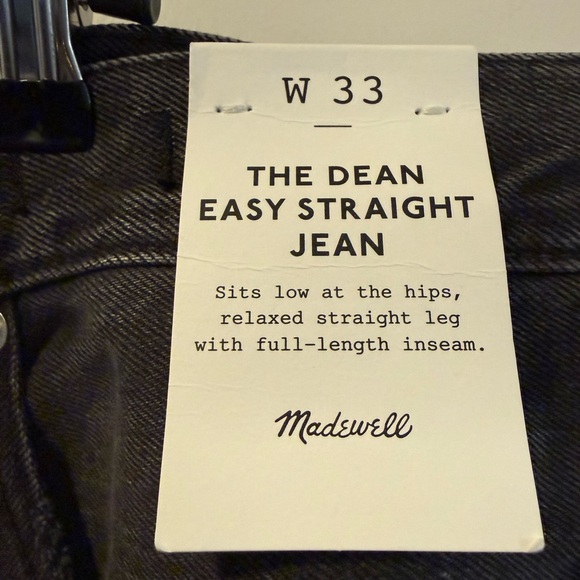 W 33
THE DEAN
EASY STRAIGHT
JEAN
Sits low at the hips,
relaxed straight leg
with full-length inseam.
Madewell